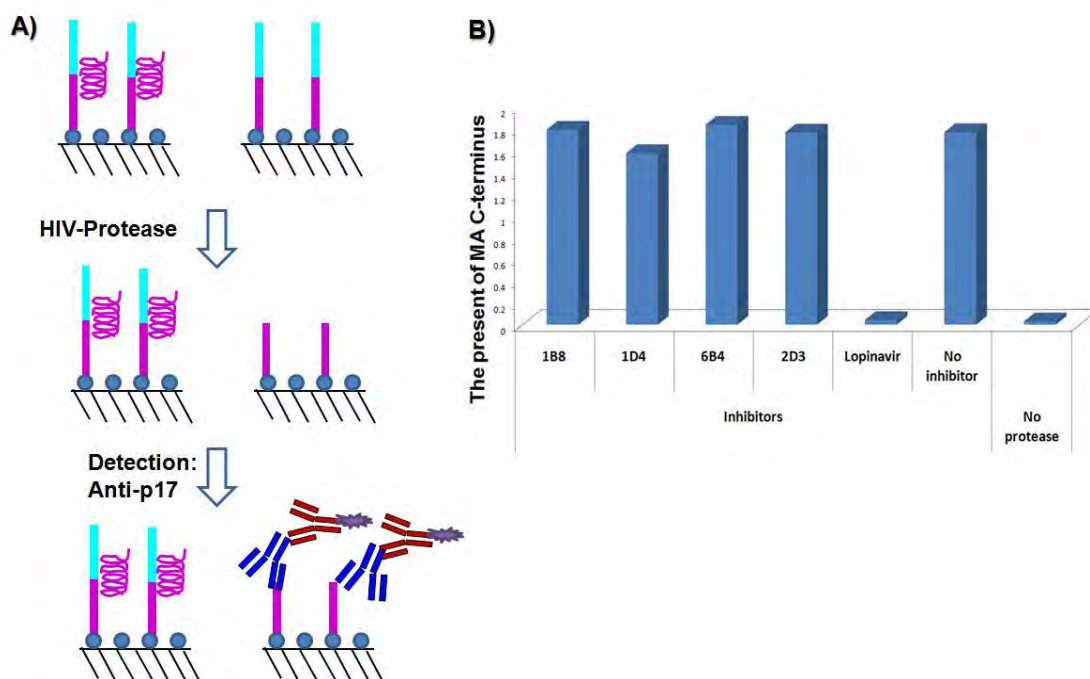 A)
HIV-Protease
Detection:
Anti-p17
B)
The present of MA C-terminus
2
1.8
1.6
1.4
1.2
1
0.8
0.6
0.4
0.2
0
1B8
1D4
6B4
2D3
Lopinavir
No
inhibitor
Inhibitors
No
protease